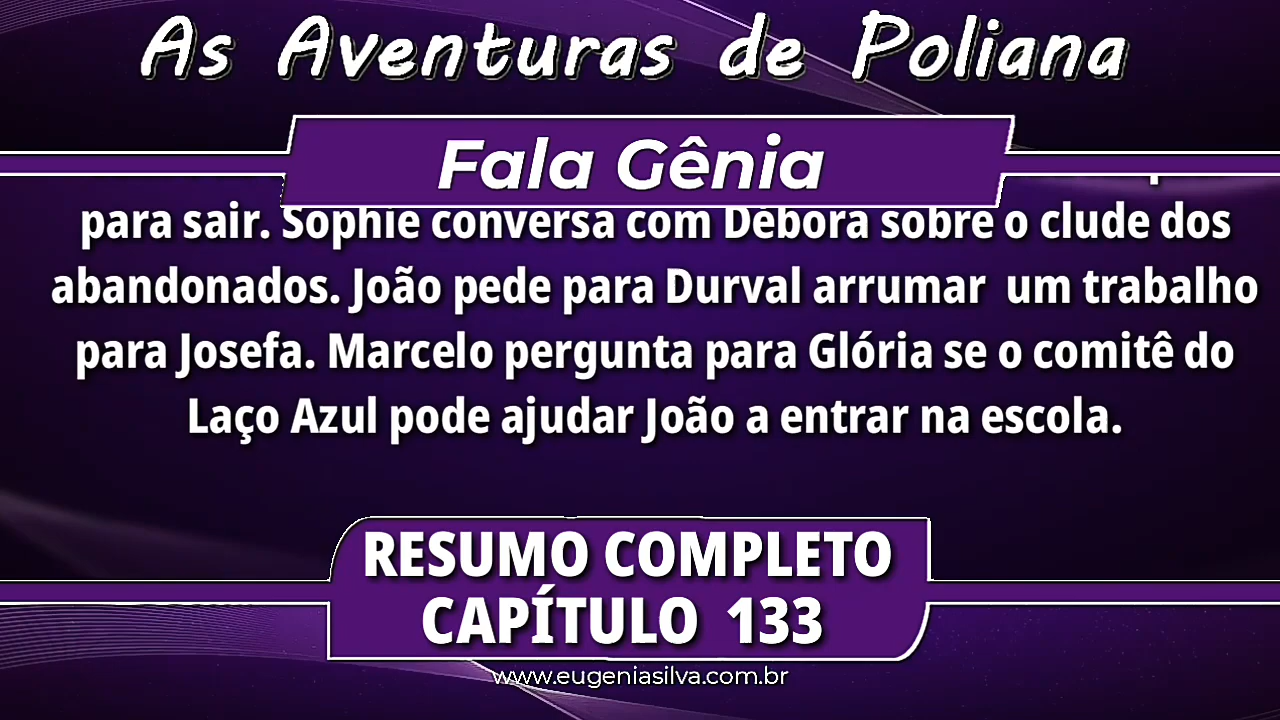 As Aventuras de Poliana
Fala Gênia
para sair. Sophie conversa com Débora sobre o clude dos
abandonados. João pede para Durval arrumar um trabalho
para Josefa. Marcelo pergunta para Glória se o comitê do
Laço Azul pode ajudar João a entrar na escola.
RESUMO COMPLETO
CAPÍTULO 133
www.eugeniasilva.com.br